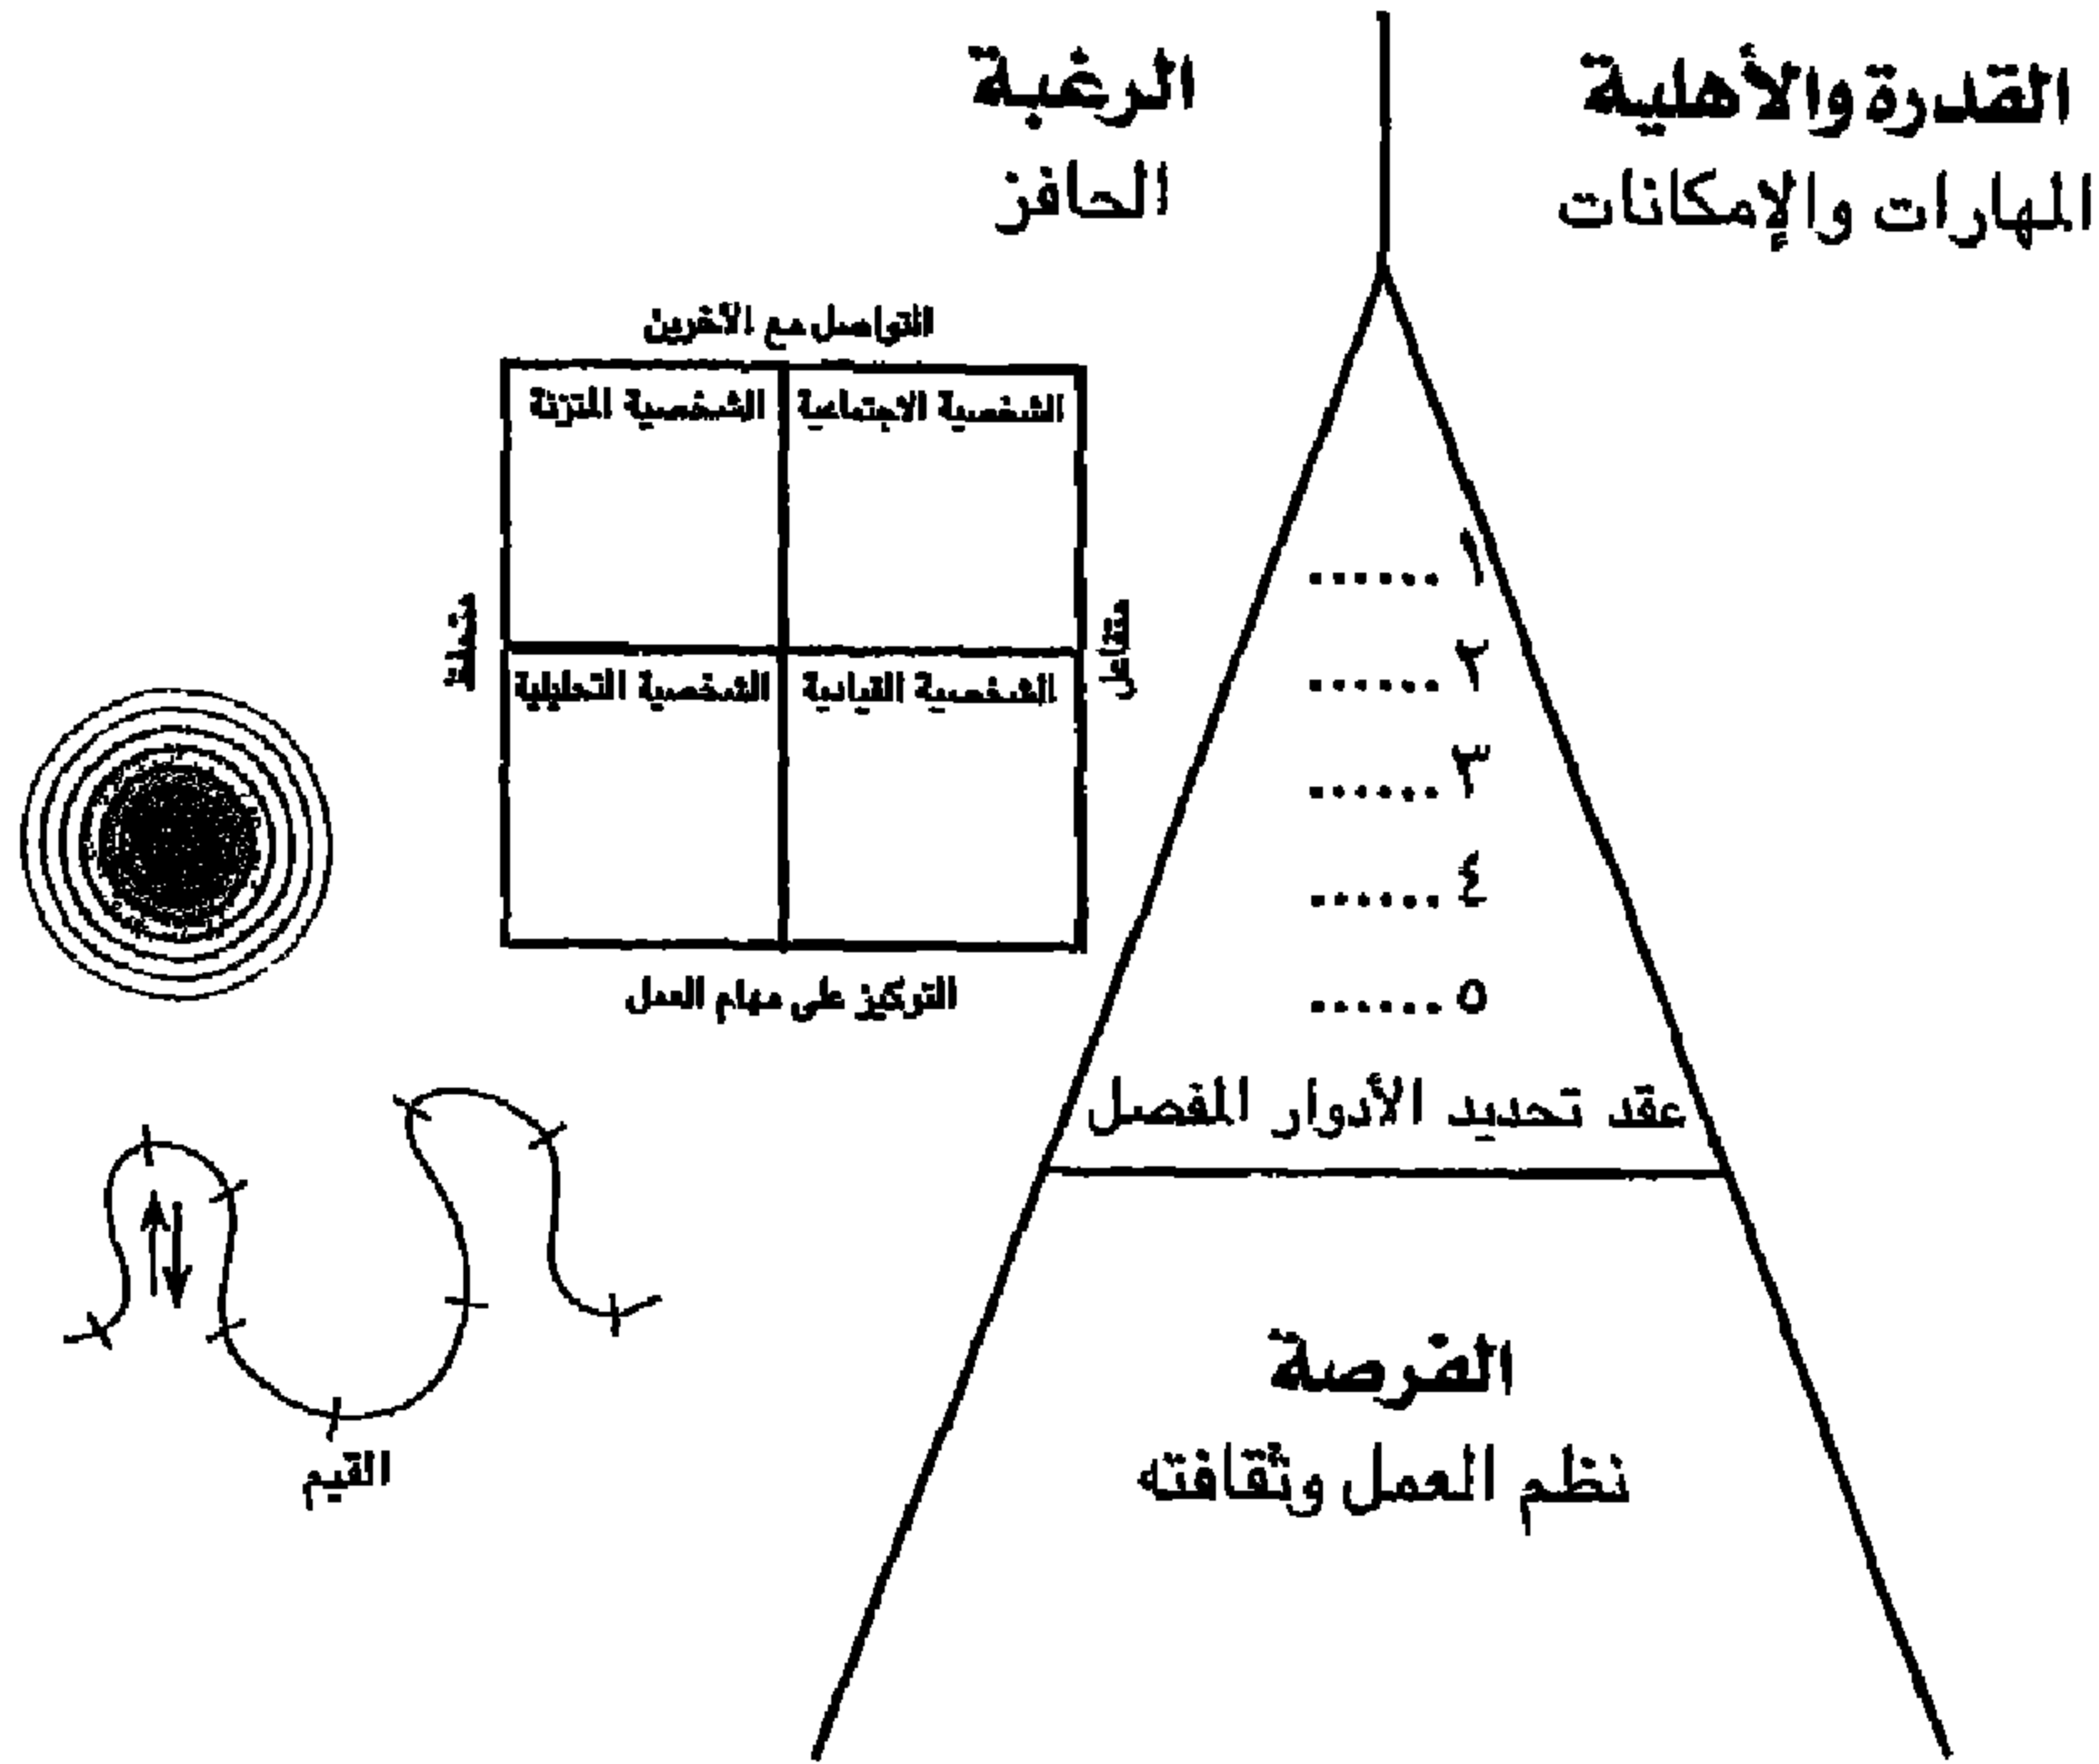 القدرة والأهلية
المهارات والإمكانات
الرغبة
الحافز
التواصل مع الآخرين
الشخصية الاجتماعية
الشخصية المتزنة
الشخصية القيادية
الشخصية التحليلية
التركيز على مهام العمل
١ ......
٢ ......
٣ ......
٤ ......
٥ ......
عقد تحديد الأدوار المفصل
الفرصة
نظم العمل وثقافته
القيم